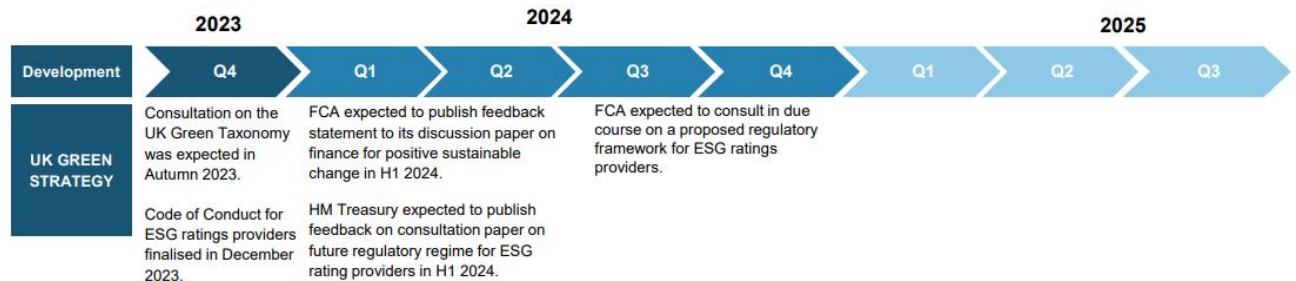 2023
2024
2025
Development
Q4
Q1
Q2
Q3
Q4
Q1
Q2
Q3
UK GREEN
STRATEGY
Consultation on the
UK Green Taxonomy
was expected in
Autumn 2023.
Code of Conduct for
ESG ratings providers
finalised in December
2023.
FCA expected to publish feedback
statement to its discussion paper on
finance for positive sustainable
change in H1 2024.
HM Treasury expected to publish
feedback on consultation paper on
future regulatory regime for ESG
rating providers in H1 2024.
FCA expected to consult in due
course on a proposed regulatory
framework for ESG ratings
providers.